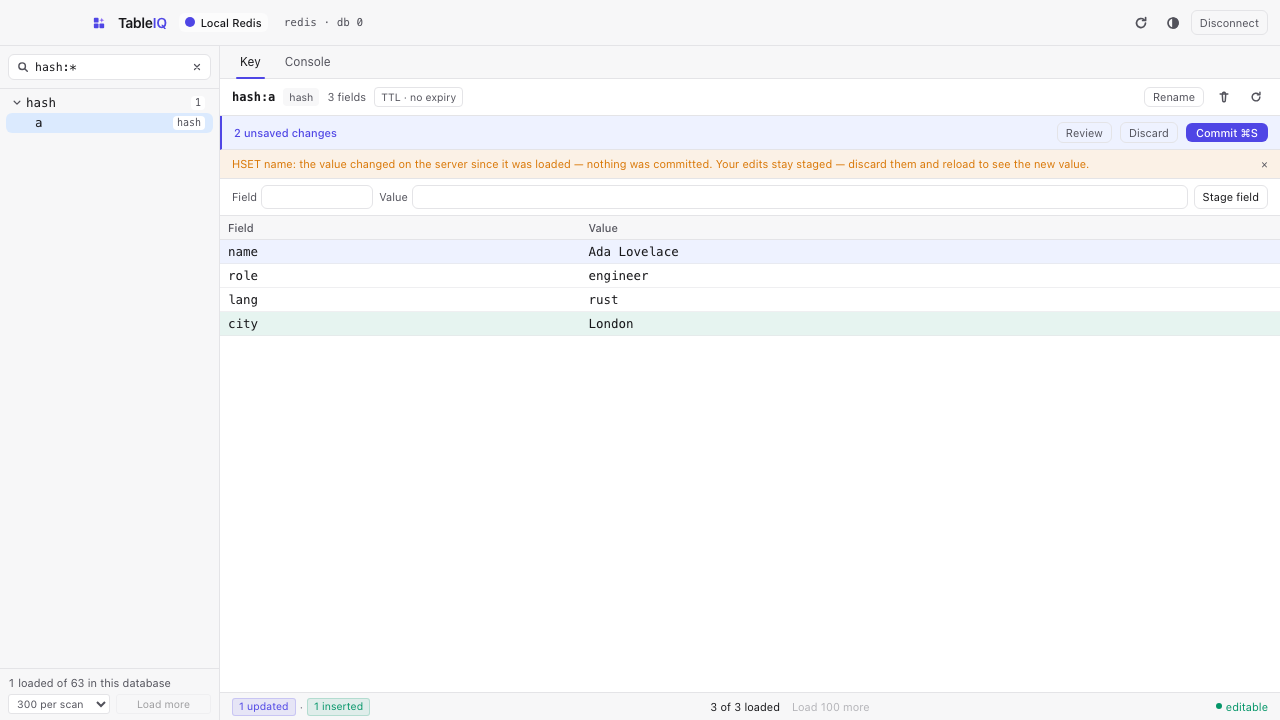 TableIQ Local Redis redis · db 0 Disconnect
hash:*
hash 1
a hash
1 loaded of 63 in this database
300 per scan Load more
Key Console
hash:a hash 3 fields TTL · no expiry Rename
2 unsaved changes Review Discard Commit ⌘S
HSET name: the value changed on the server since it was loaded — nothing was committed. Your edits stay staged — discard them and reload to see the new value. ×
Field Value Stage field
Field Value
name Ada Lovelace
role engineer
lang rust
city London
1 updated · 1 inserted 3 of 3 loaded Load 100 more editable